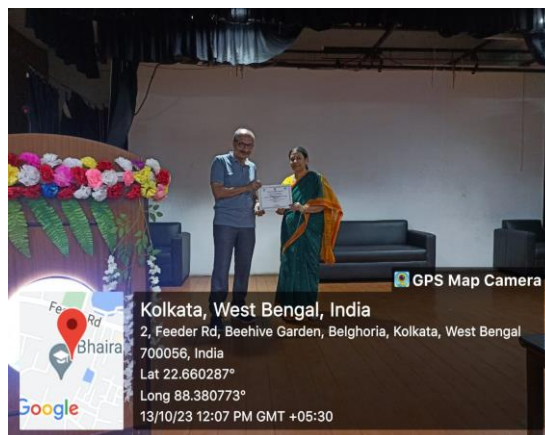 GPS Map Camera
Kolkata, West Bengal, India
2, Feeder Rd, Beehive Garden, Belghoria, Kolkata, West Bengal
700056, India
Lat 22.660287°
Long 88.380773°
13/10/23 12:07 PM GMT +05:30
Rd
Bhaira
Google